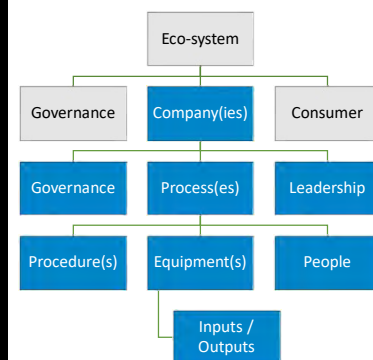 Eco-system
Governance
Company(ies)
Consumer
Governance
Process(es)
Leadership
Procedure(s)
Equipment(s)
People
Inputs /
Outputs